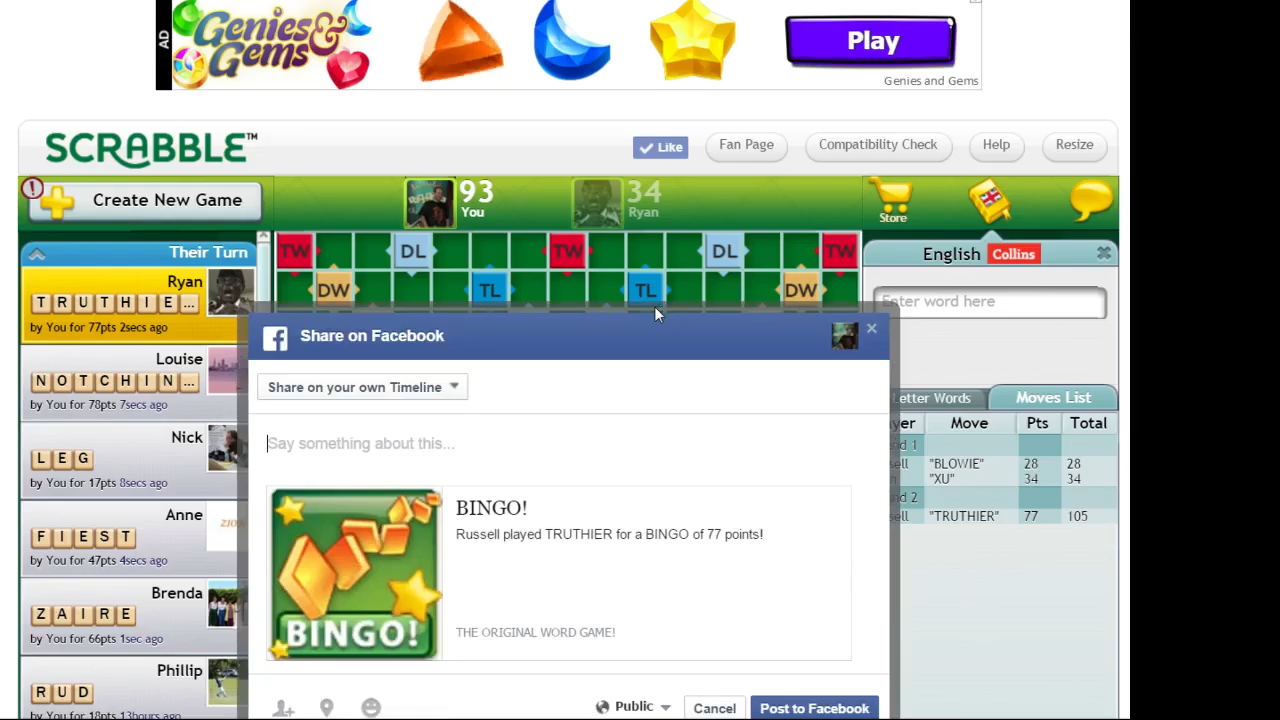 AD
Genies &
Gems
Play
Genies and Gems
SCRABBLE™
Like
Fan Page
Compatibility Check
Help
Resize
Create New Game
93
You
34
Ryan
Store
Their Turn
TW DL TW DL TW
DW TL TL DW
English Collins
Enter word here
Ryan
TRUTHIE...
by You for 77pts 2secs ago
Share on Facebook
Louise
NOTCHIN...
by You for 78pts 7secs ago
Share on your own Timeline
Letter Words
Moves List
Move Pts Total
Nick
LEG
by You for 17pts 8secs ago
Say something about this...
"BLOWIE" 28 28
"XU" 34 34
"TRUTHIER" 77 105
Anne
FIEST
by You for 47pts 4secs ago
BINGO!
BINGO!
Russell played TRUTHIER for a BINGO of 77 points!
THE ORIGINAL WORD GAME!
Brenda
ZAIRE
by You for 66pts 1sec ago
Phillip
RUD
by You for 18pts 13hours ago
Public
Cancel
Post to Facebook